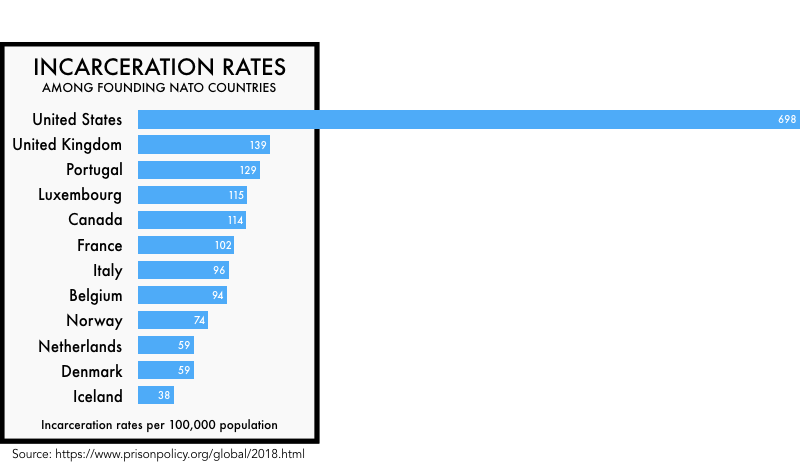 INCARCERATION RATES
AMONG FOUNDING NATO COUNTRIES
United States 698
United Kingdom 139
Portugal 129
Luxembourg 115
Canada 114
France 102
Italy 96
Belgium 94
Norway 74
Netherlands 59
Denmark 59
Iceland 38
Incarceration rates per 100,000 population
Source: https://www.prisonpolicy.org/global/2018.html